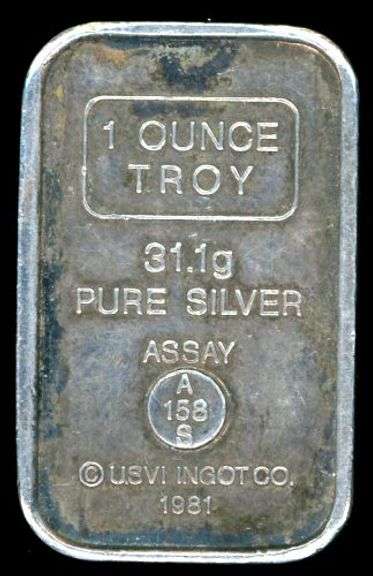 1 OUNCE
TROY
31.1g
PURE SILVER
ASSAY
A
158
S
© USVI INGOT CO.
1981